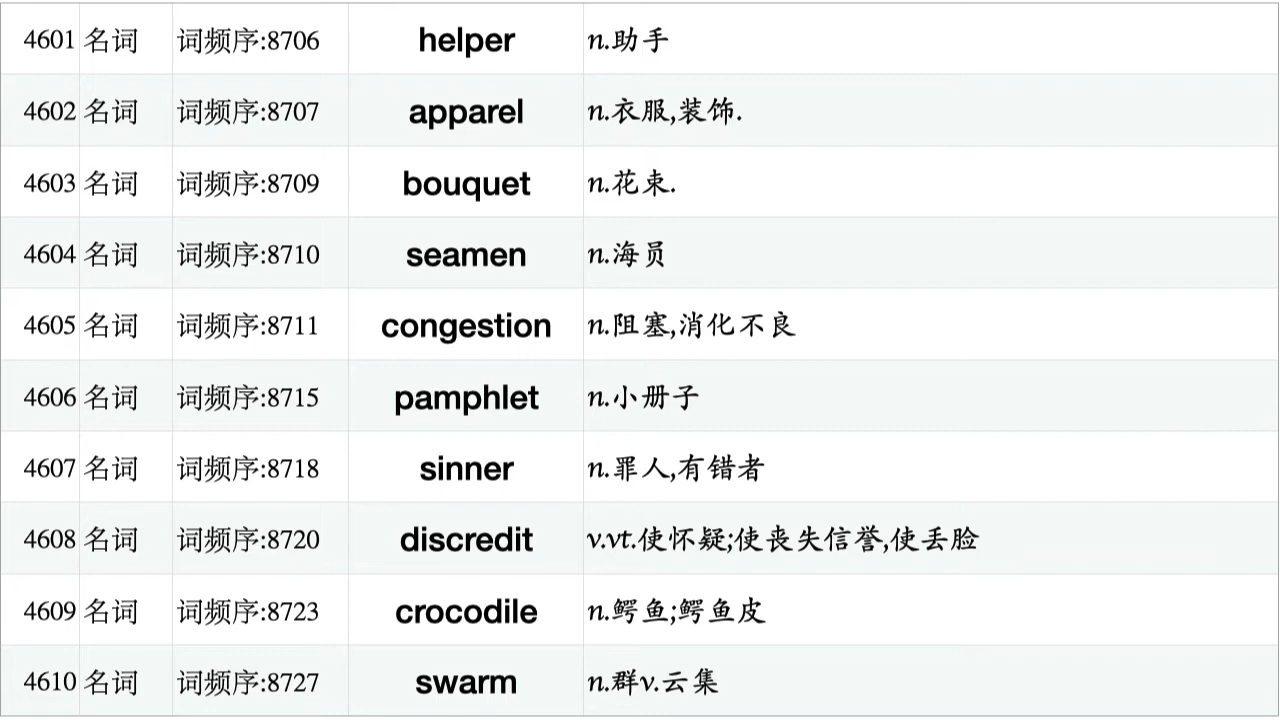 4601 名词 词频序:8706 helper n.助手
4602 名词 词频序:8707 apparel n.衣服,装饰.
4603 名词 词频序:8709 bouquet n.花束.
4604 名词 词频序:8710 seamen n.海员
4605 名词 词频序:8711 congestion n.阻塞,消化不良
4606 名词 词频序:8715 pamphlet n.小册子
4607 名词 词频序:8718 sinner n.罪人,有错者
4608 名词 词频序:8720 discredit v.vt.使怀疑;使丧失信誉,使丢脸
4609 名词 词频序:8723 crocodile n.鳄鱼;鳄鱼皮
4610 名词 词频序:8727 swarm n.群v.云集